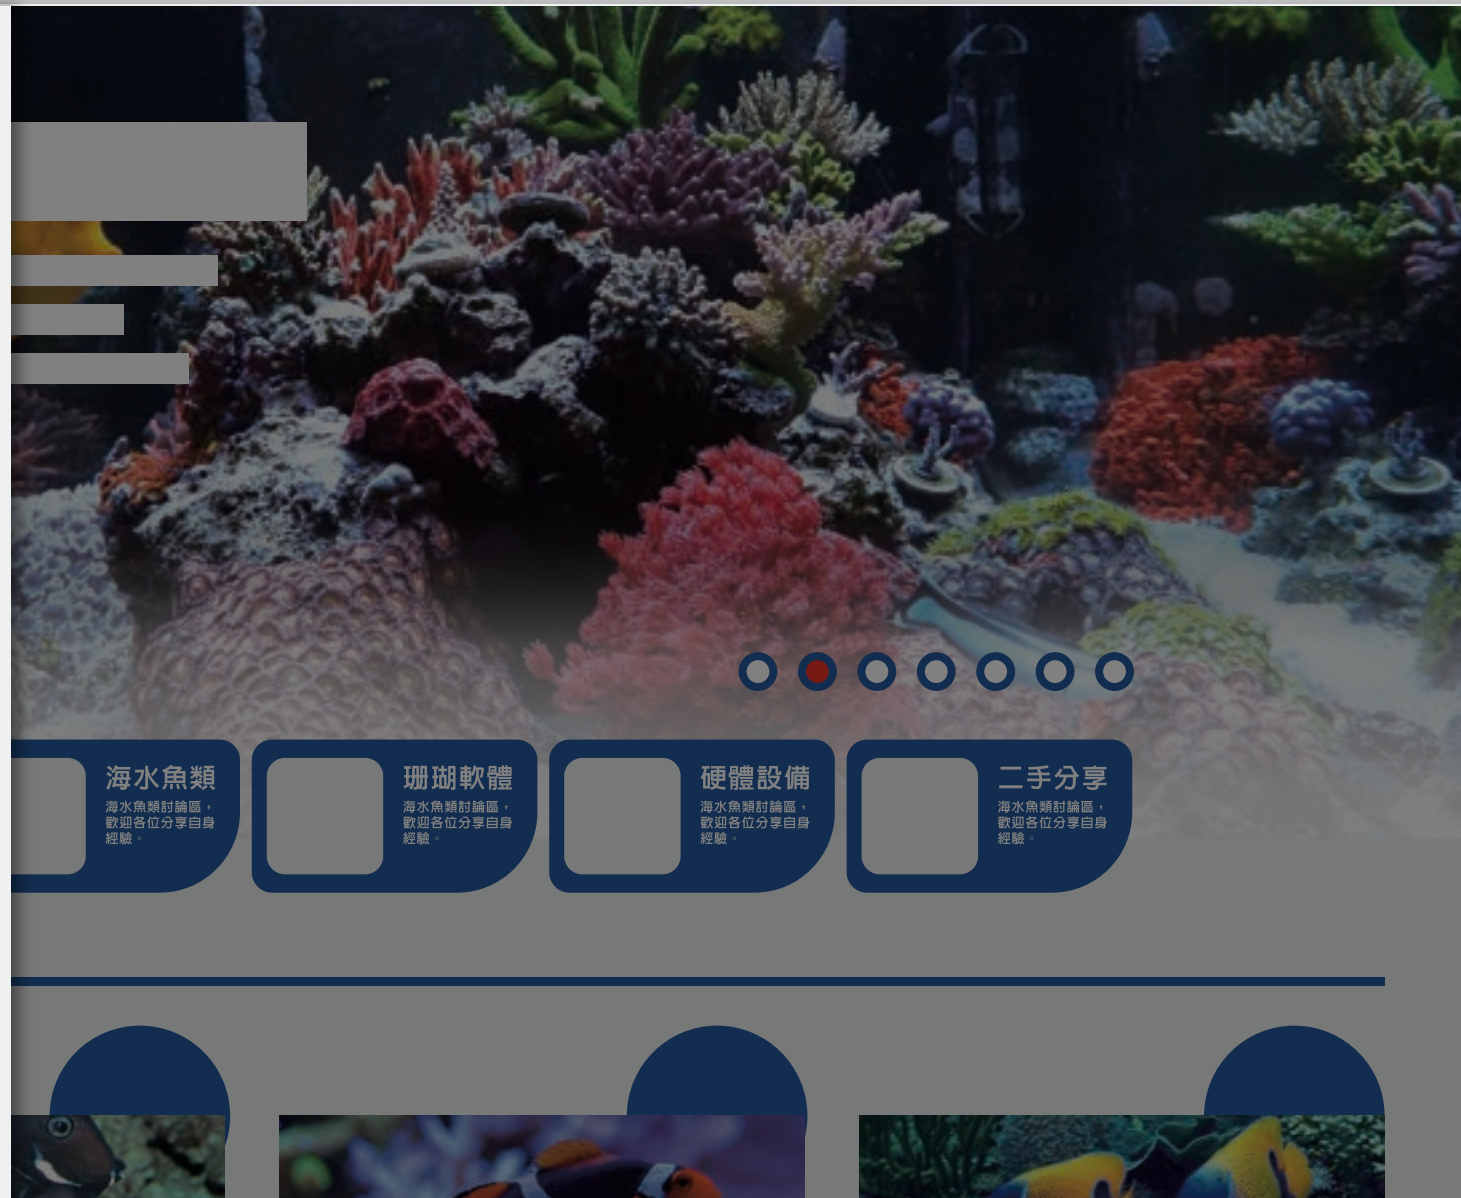 海水魚類
海水魚類討論區，
歡迎各位分享自身
經驗。
珊瑚軟體
海水魚類討論區，
歡迎各位分享自身
經驗。
硬體設備
海水魚類討論區，
歡迎各位分享自身
經驗。
二手分享
海水魚類討論區，
歡迎各位分享自身
經驗。